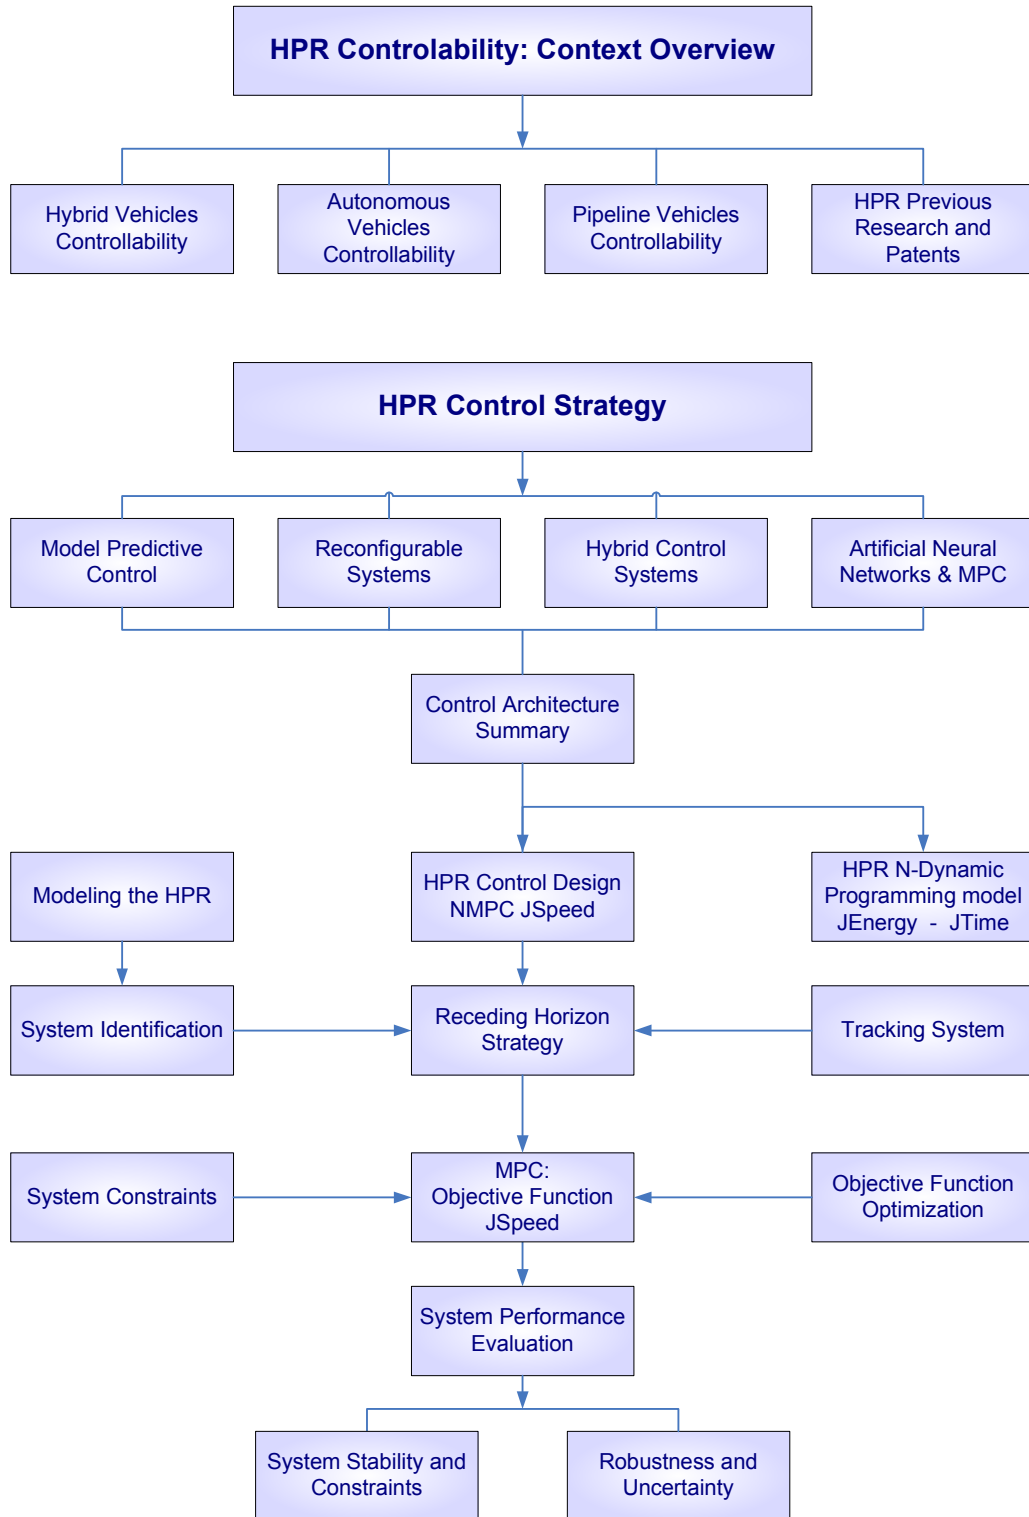 HPR Controlability: Context Overview
Hybrid Vehicles
Controllability
Autonomous
Vehicles
Controllability
Pipeline Vehicles
Controllability
HPR Previous
Research and
Patents
HPR Control Strategy
Model Predictive
Control
Reconfigurable
Systems
Hybrid Control
Systems
Artificial Neural
Networks & MPC
Control Architecture
Summary
Modeling the HPR
HPR Control Design
NMPC JSpeed
HPR N-Dynamic
Programming model
JEnergy - JTime
System Identification
Receding Horizon
Strategy
Tracking System
System Constraints
MPC:
Objective Function
JSpeed
Objective Function
Optimization
System Performance
Evaluation
System Stability and
Constraints
Robustness and
Uncertainty